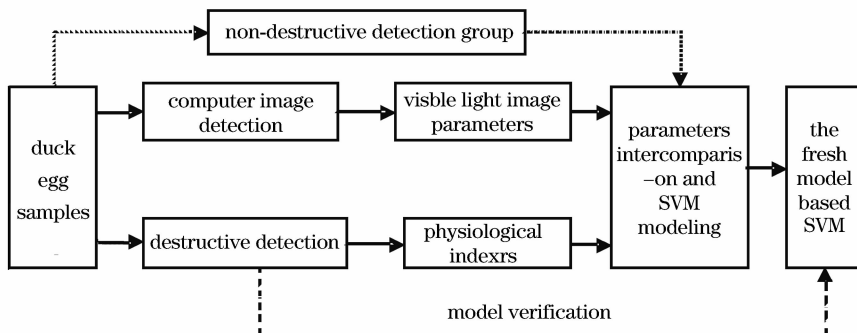 non-destructive detection group
computer image
detection
visble light image
parameters
duck
egg
samples
parameters
intercomparis
-on and
SVM
modeling
the
fresh
model
based
SVM
destructive detection
physiological
indexrs
model verification